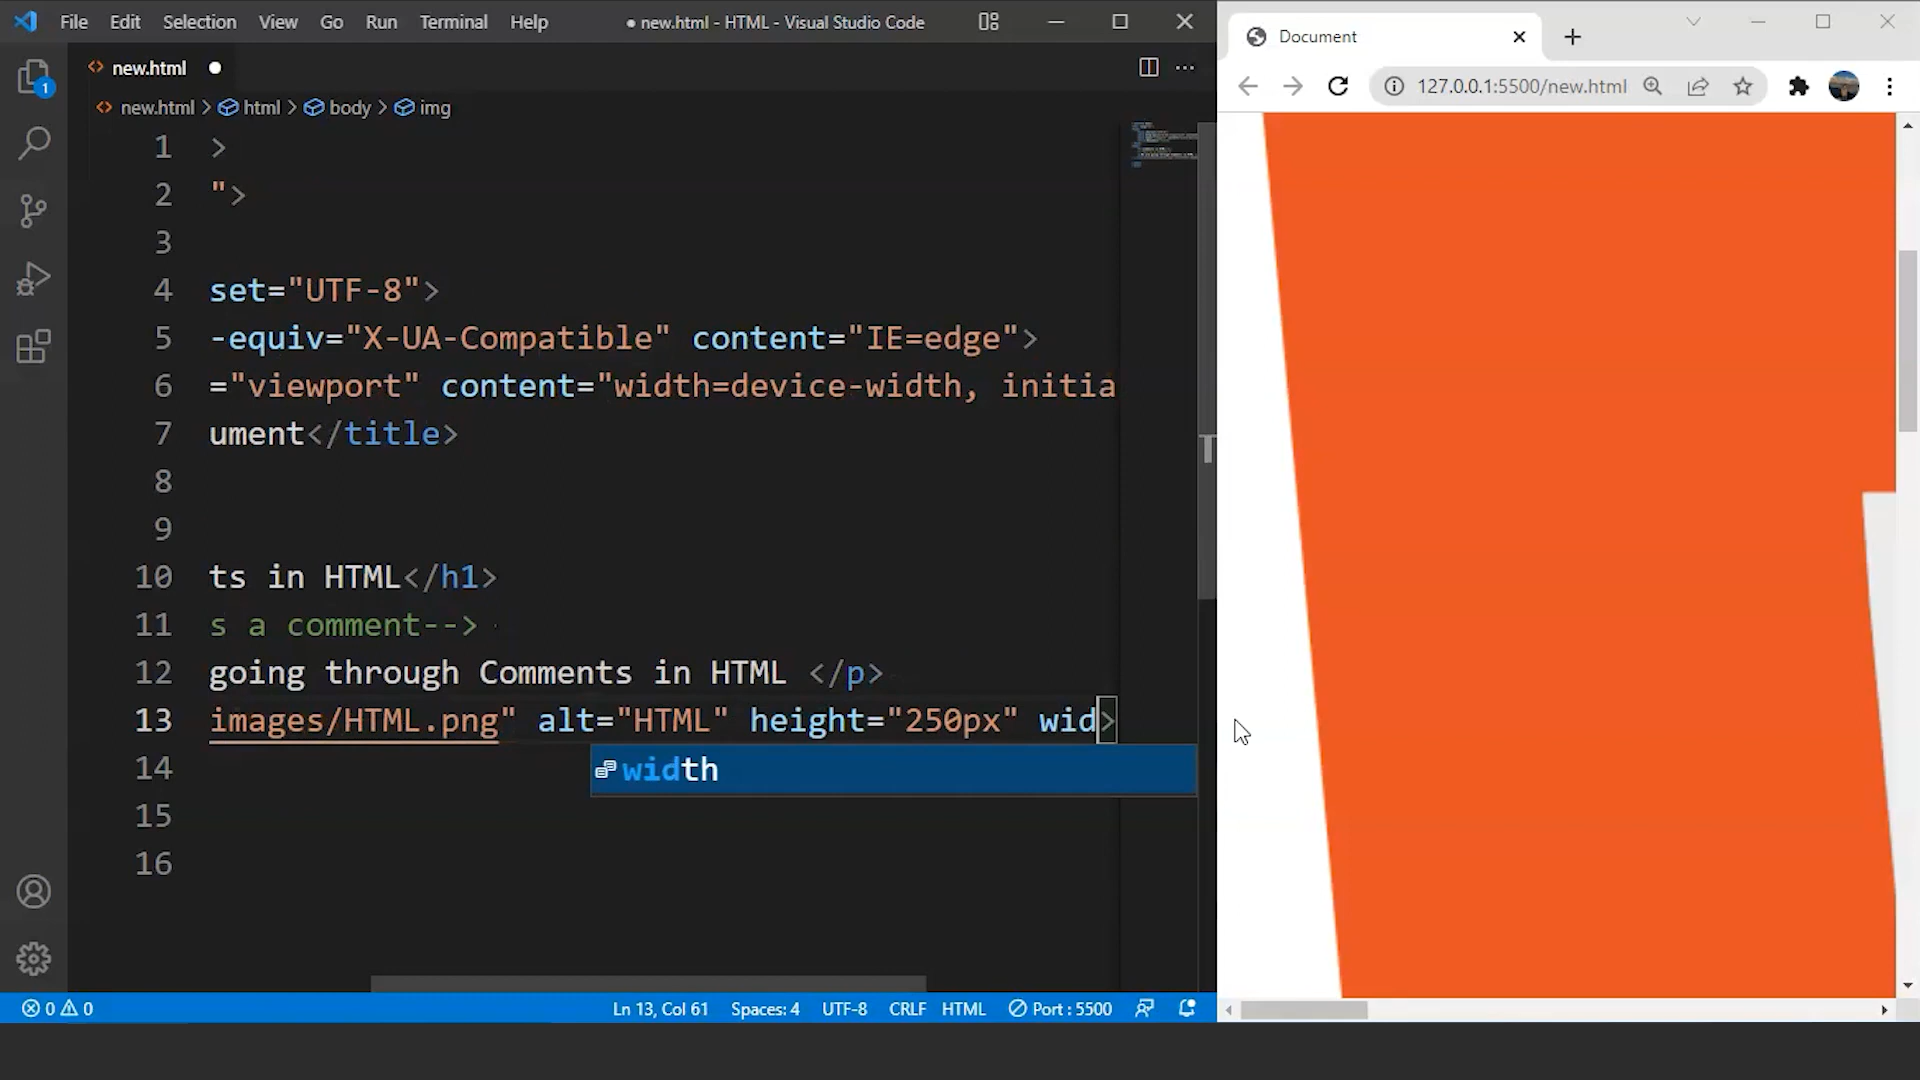 File Edit Selection View Go Run Terminal Help
● new.html - HTML - Visual Studio Code
new.html
new.html > html > body > img
1 >
2 ">
3
4 set="UTF-8">
5 -equiv="X-UA-Compatible" content="IE=edge">
6 ="viewport" content="width=device-width, initia
7 ument</title>
8
9
10 ts in HTML</h1>
11 s a comment-->
12 going through Comments in HTML </p>
13 images/HTML.png" alt="HTML" height="250px" wid>
width
14
15
16
1
0 0
Ln 13, Col 61 Spaces: 4 UTF-8 CRLF HTML Port : 5500
Document
127.0.0.1:5500/new.html
T